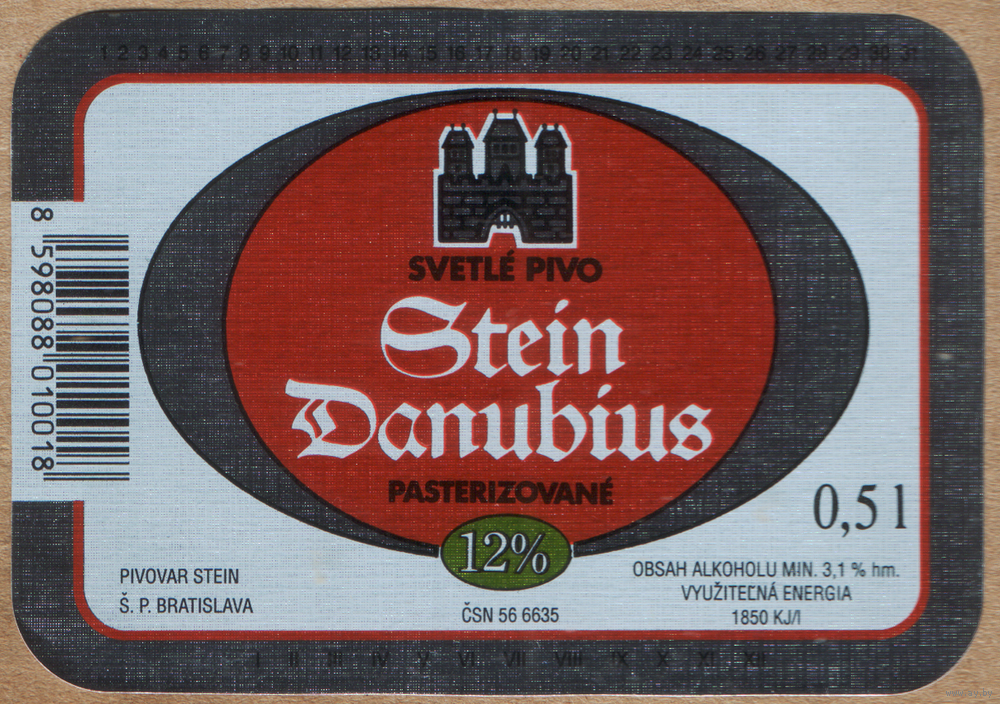 1 2 3 4 5 6 7 8 9 10 11 12 13 14 15 16 17 18 19 20 21 22 23 24 25 26 27 28 29 30 31
SVETLÉ PIVO
Stein
Danubius
PASTERIZOVANÉ
12%
0,5 l
8 598088 010018
PIVOVAR STEIN
Š. P. BRATISLAVA
ČSN 56 6635
OBSAH ALKOHOLU MIN. 3,1 % hm.
VYUŽITEĽNÁ ENERGIA
1850 KJ/l
I II III IV V VI VII VIII IX X XI XII